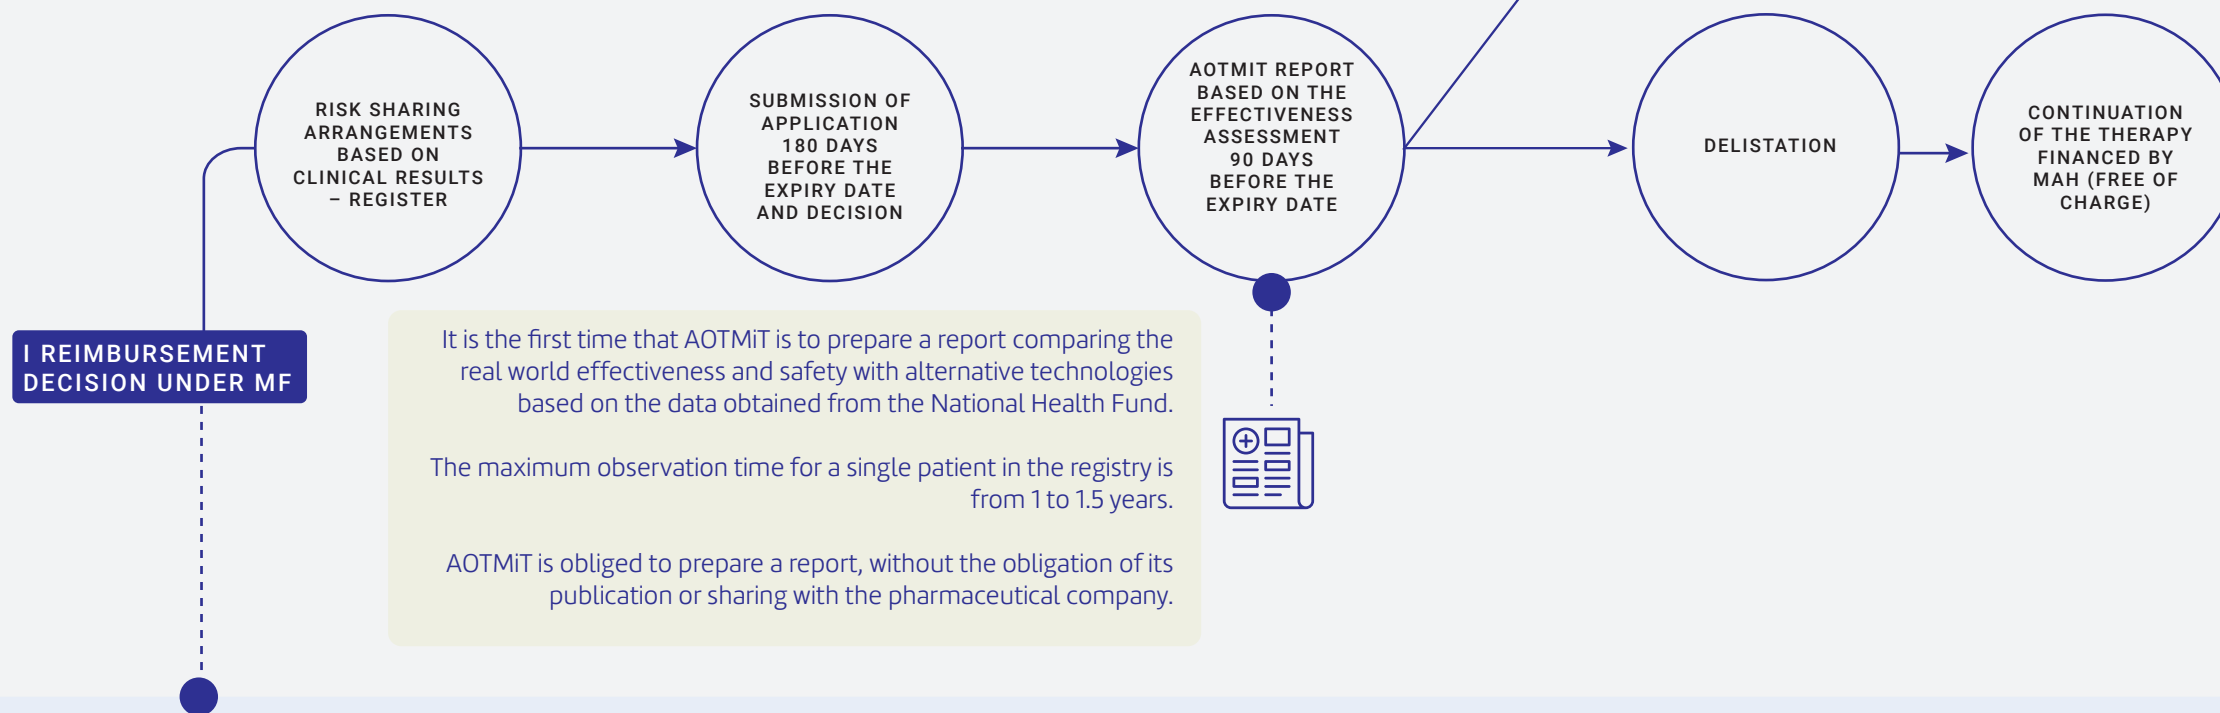 RISK SHARING
ARRANGEMENTS
BASED ON
CLINICAL RESULTS
– REGISTER
SUBMISSION OF
APPLICATION
180 DAYS
BEFORE THE
EXPIRY DATE
AND DECISION
AOTMIT REPORT
BASED ON THE
EFFECTIVENESS
ASSESSMENT
90 DAYS
BEFORE THE
EXPIRY DATE
DELISTATION
CONTINUATION
OF THE THERAPY
FINANCED BY
MAH (FREE OF
CHARGE)
I REIMBURSEMENT
DECISION UNDER MF
It is the first time that AOTMiT is to prepare a report comparing the
real world effectiveness and safety with alternative technologies
based on the data obtained from the National Health Fund.
The maximum observation time for a single patient in the registry is
from 1 to 1.5 years.
AOTMiT is obliged to prepare a report, without the obligation of its
publication or sharing with the pharmaceutical company.